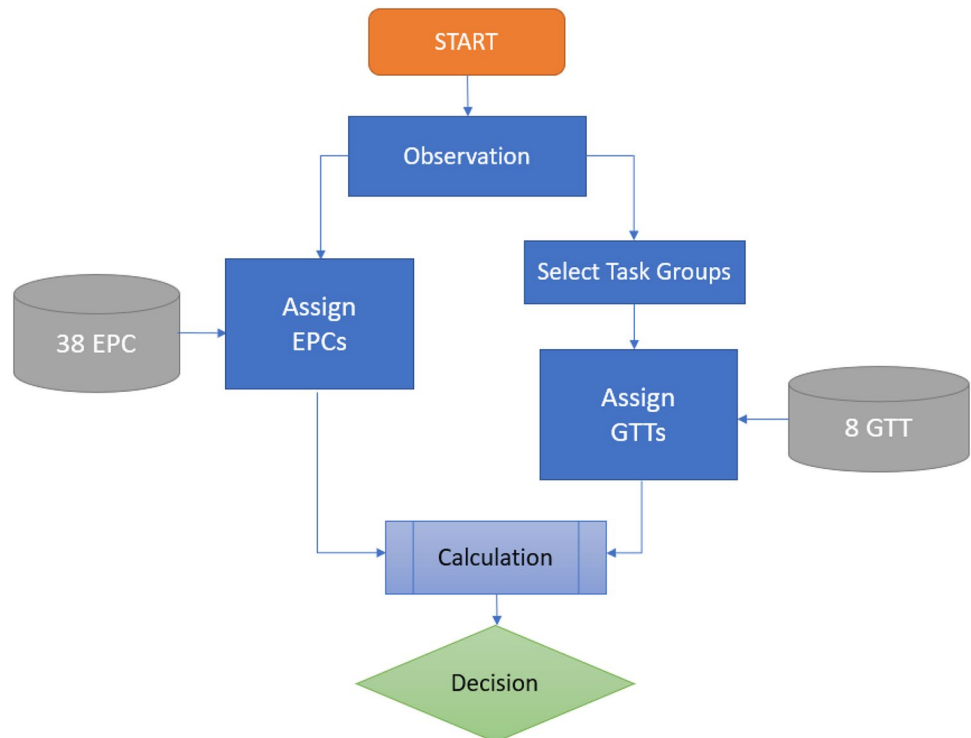 START
Observation
Select Task Groups
Assign
EPCs
38 EPC
Assign
GTTs
8 GTT
Calculation
Decision